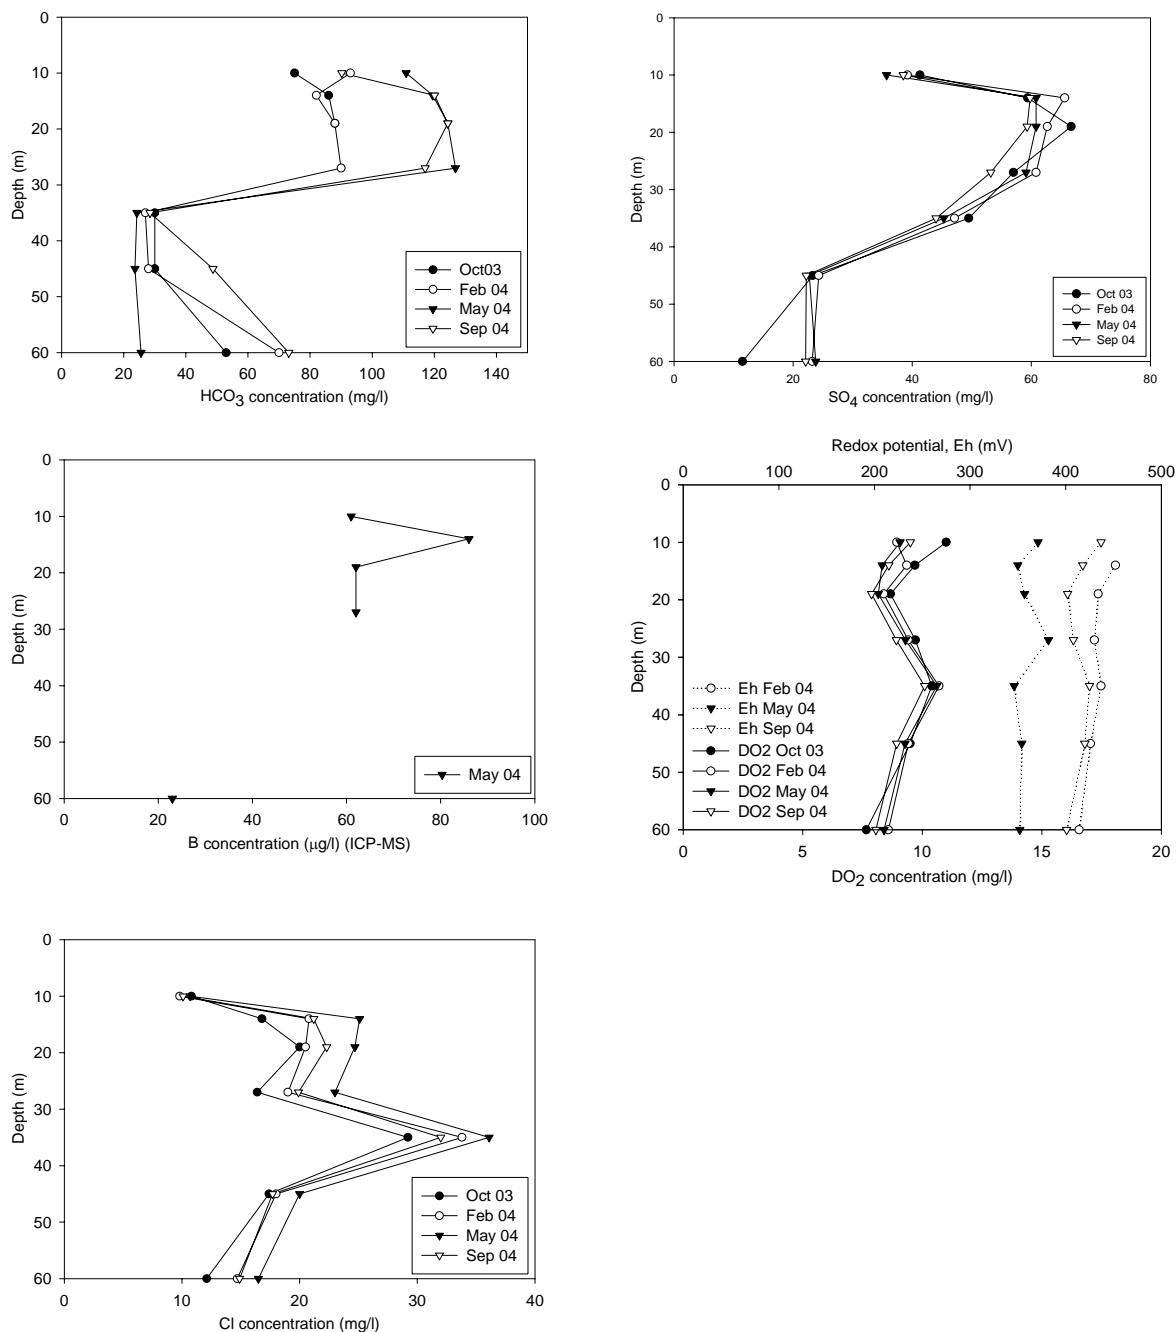 0
10
20
30
40
50
60
Depth (m)
0 20 40 60 80 100 120 140
HCO3 concentration (mg/l)
Oct03
Feb 04
May 04
Sep 04
0
10
20
30
40
50
60
Depth (m)
0 20 40 60 80
SO4 concentration (mg/l)
Oct 03
Feb 04
May 04
Sep 04
0
10
20
30
40
50
60
Depth (m)
0 20 40 60 80 100
B concentration (μg/l) (ICP-MS)
May 04
Redox potential, Eh (mV)
0 100 200 300 400 500
0
10
20
30
40
50
60
Depth (m)
Eh Feb 04
Eh May 04
Eh Sep 04
DO2 Oct 03
DO2 Feb 04
DO2 May 04
DO2 Sep 04
0 5 10 15 20
DO2 concentration (mg/l)
0
10
20
30
40
50
60
Depth (m)
0 10 20 30 40
Cl concentration (mg/l)
Oct 03
Feb 04
May 04
Sep 04